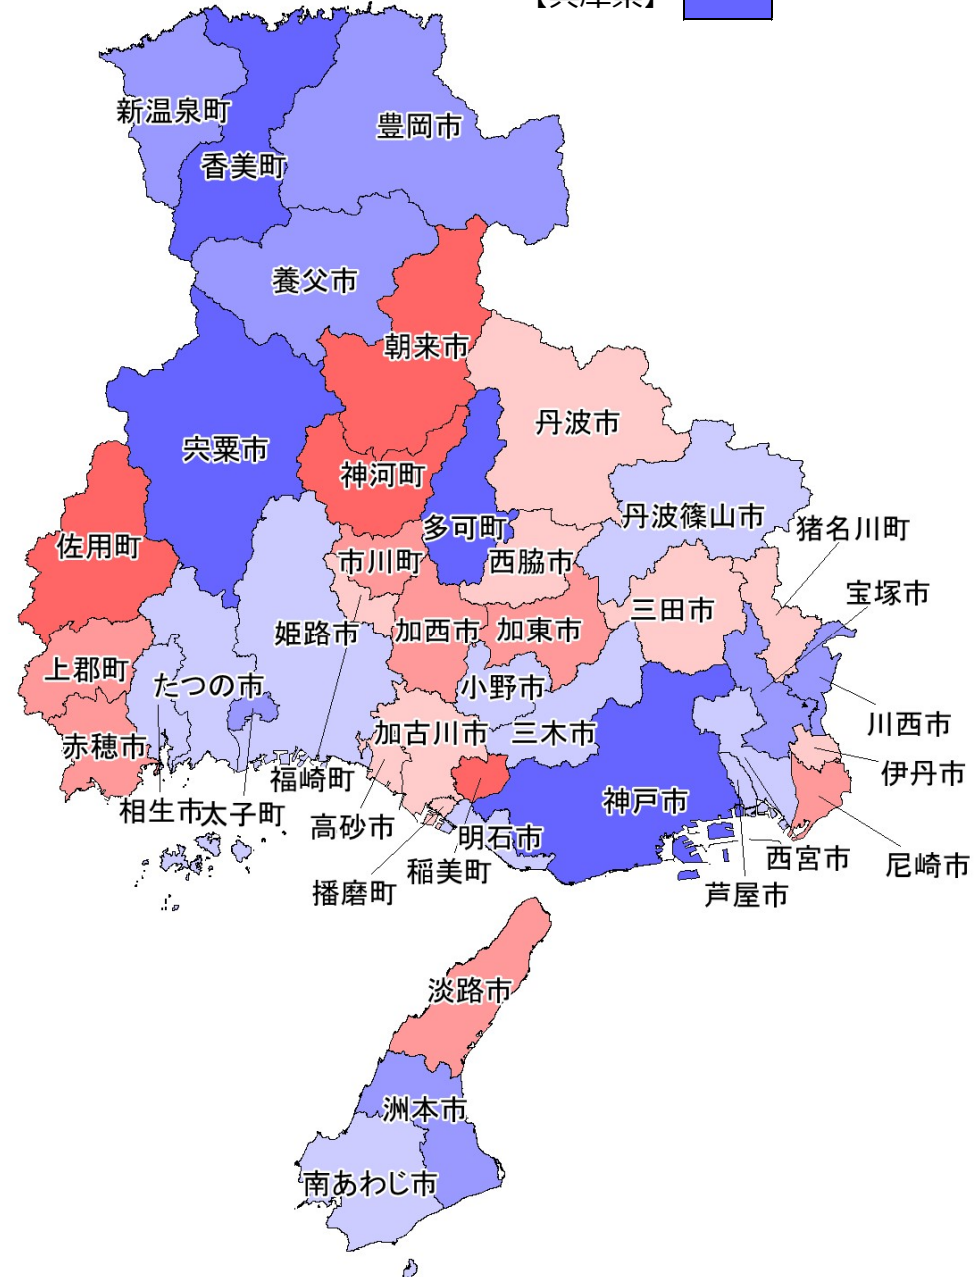 新温泉町
豊岡市
香美町
養父市
朝来市
丹波市
宍粟市
神河町
丹波篠山市
猪名川町
多可町
佐用町
市川町
西脇市
宝塚市
三田市
姫路市
加西市
加東市
上郡町
たつの市
小野市
川西市
赤穂市
加古川市
三木市
伊丹市
福崎町
神戸市
相生市
太子町
高砂市
明石市
西宮市
尼崎市
稲美町
播磨町
芦屋市
淡路市
洲本市
南あわじ市